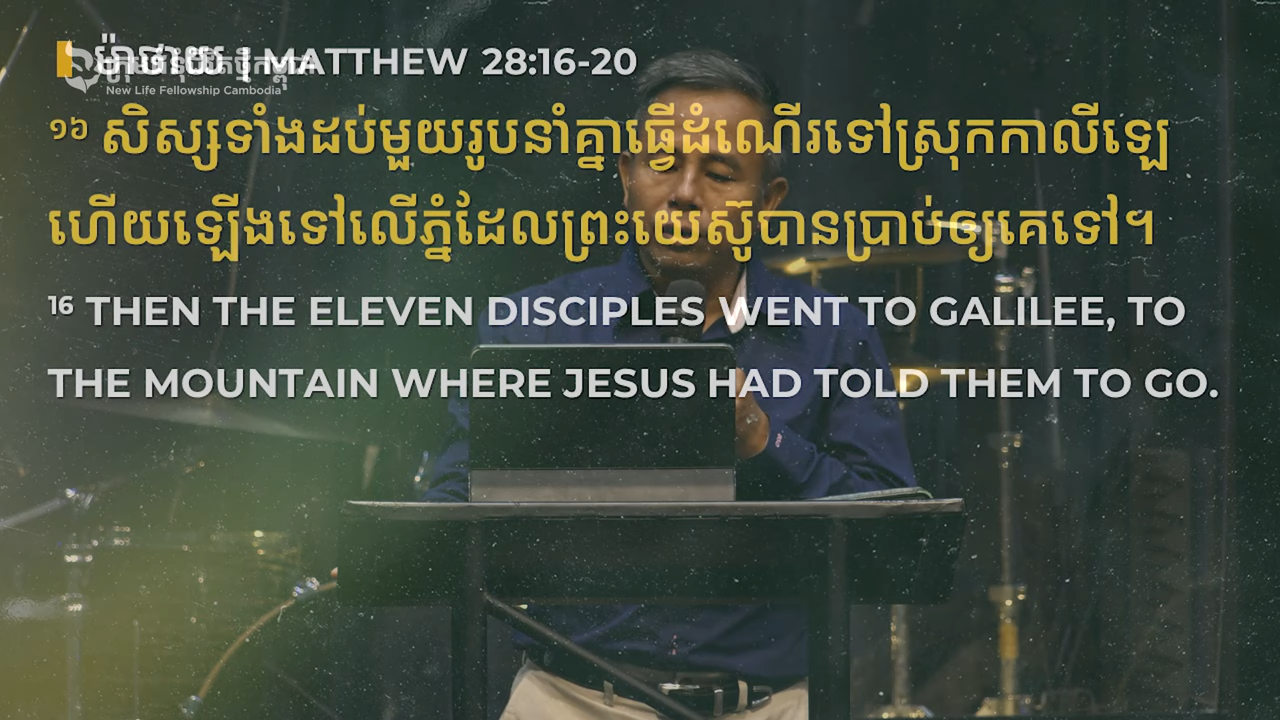 ម៉ាថាយ | MATTHEW 28:16-20
New Life Fellowship Cambodia
១៦ សិស្សទាំងដប់មួយរូបនាំគ្នាធ្វើដំណើរទៅស្រុកកាលីឡេ
ហើយឡើងទៅលើភ្នំដែលព្រះយេស៊ូបានប្រាប់ឲ្យគេទៅ។
16 THEN THE ELEVEN DISCIPLES WENT TO GALILEE, TO
THE MOUNTAIN WHERE JESUS HAD TOLD THEM TO GO.